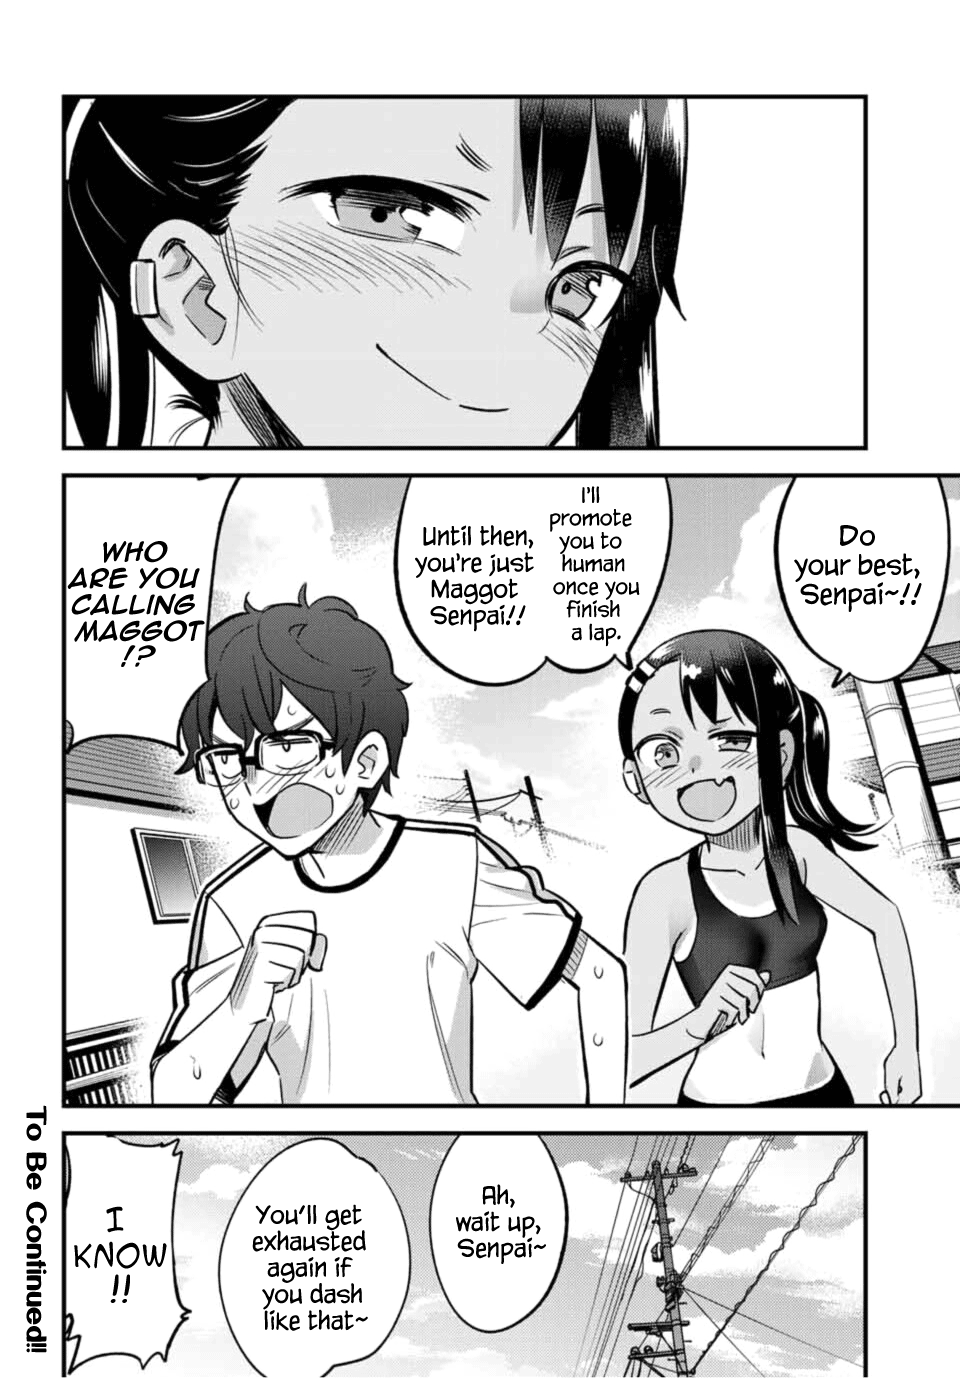 Do
your best,
Senpai~!!
I'll
promote
you to
human
once you
finish
a lap.
Until then,
you're just
Maggot
Senpai!!
WHO
ARE YOU
CALLING
MAGGOT
!?
Ah,
wait up,
Senpai~
You'll get
exhausted
again if
you dash
like that~
I
KNOW
!!
To Be Continued!!